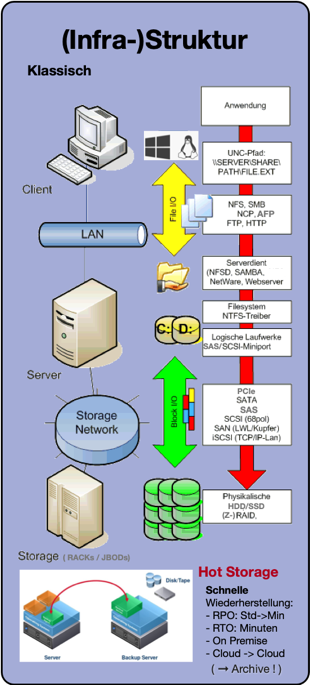 (Infra-)Struktur
Klassisch
Anwendung
UNC-Pfad:
\\SERVER\SHARE\
PATH\FILE.EXT
Client
File I/O
NFS, SMB
NCP, AFP
FTP, HTTP
LAN
Serverdienst
(NFSD, SAMBA,
NetWare, Webserver
Filesystem
NTFS-Treiber
C: D:
Logische Laufwerke
SAS/SCSI-Miniport
Server
Block I/O
PCIe
SATA
SAS
SCSI (68pol)
SAN (LWL/Kupfer)
iSCSI (TCP/IP-Lan)
Storage
Network
Physikalische
HDD/SSD
(Z-)RAID,
Storage ( RACKs / JBODs)
Disk/Tape
Server
Backup Server
Hot Storage
Schnelle
Wiederherstellung:
- RPO: Std->Min
- RTO: Minuten
- On Premise
- Cloud -> Cloud
( → Archive ! )